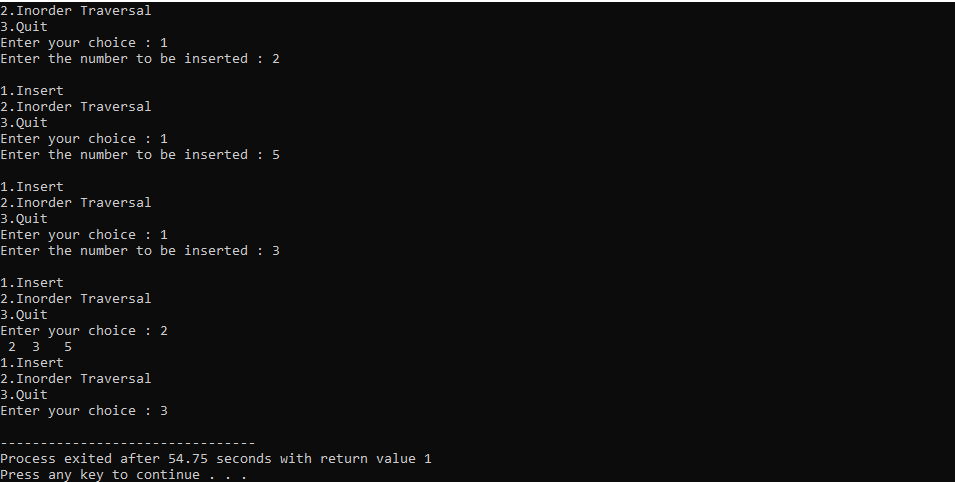 2.Inorder Traversal
3.Quit
Enter your choice : 1
Enter the number to be inserted : 2
1.Insert
2.Inorder Traversal
3.Quit
Enter your choice : 1
Enter the number to be inserted : 5
1.Insert
2.Inorder Traversal
3.Quit
Enter your choice : 1
Enter the number to be inserted : 3
1.Insert
2.Inorder Traversal
3.Quit
Enter your choice : 2
 2  3   5
1.Insert
2.Inorder Traversal
3.Quit
Enter your choice : 3
--------------------------------
Process exited after 54.75 seconds with return value 1
Press any key to continue . . .